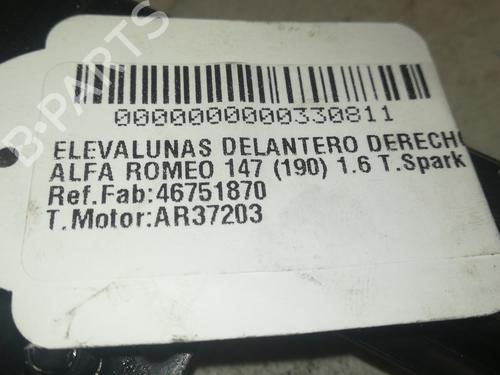 B-PARTS
0000000000330811
ELEVALUNAS DELANTERO DERECHO
ALFA ROMEO 147 (190) 1.6 T.Spark
Ref.Fab:46751870
T.Motor:AR37203